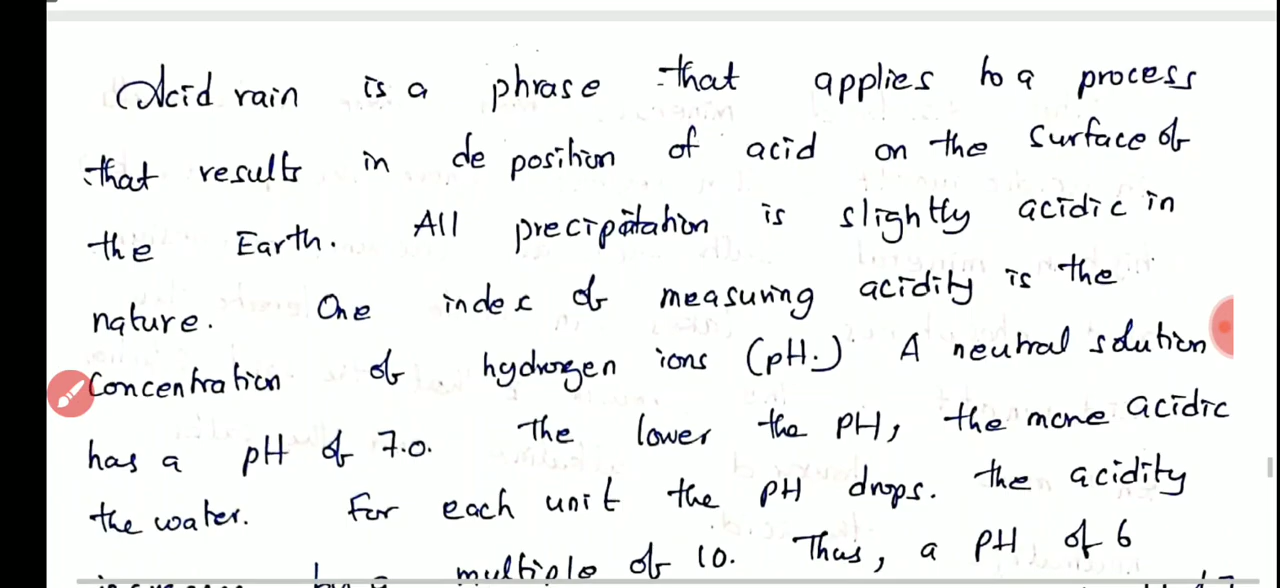 Acid rain is a phrase that applies to a process
that results in de position of acid on the surface of
the Earth. All precipitation is slightly acidic in
nature. One index of measuring acidity is the
concentration of hydrogen ions (pH.) A neutral solution
has a pH of 7.0. The lower the PH, the more acidic
the water. For each unit the pH drops. the acidity
multiple of 10. Thus, a PH of 6